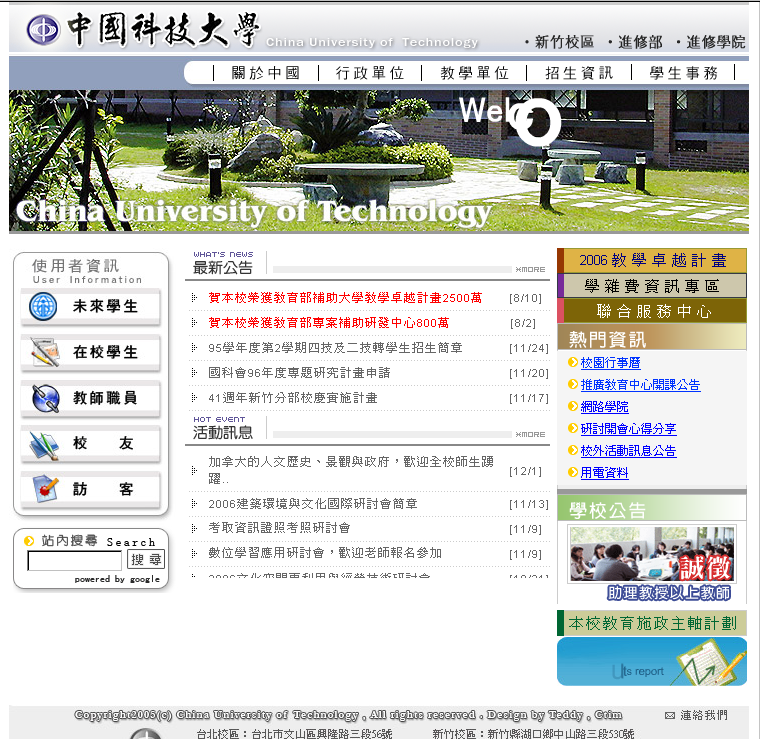 中國科技大學 China University of Technology
・新竹校區 ・進修部 ・進修學院
關於中國 行政單位 教學單位 招生資訊 學生事務
Web
China University of Technology
使用者資訊
User Information
未來學生
在校學生
教師職員
校 友
訪 客
站內搜尋 Search
搜尋
powered by google
WHAT'S NEWS
最新公告
MORE
賀本校榮獲教育部補助大學教學卓越計畫2500萬 [8/10]
賀本校榮獲教育部專案補助研發中心800萬 [8/2]
95學年度第2學期四技及二技轉學生招生簡章 [11/24]
國科會96年度專題研究計畫申請 [11/20]
41週年新竹分部校慶實施計畫 [11/17]
HOT EVENT
活動訊息
MORE
加拿大的人文歷史、景觀與政府，歡迎全校師生踴
躍.. [12/1]
2006建築環境與文化國際研討會簡章 [11/13]
考取資訊證照考照研討會 [11/9]
數位學習應用研討會，歡迎老師報名參加 [11/9]
2006教學卓越計畫
學雜費資訊專區
聯合服務中心
熱門資訊
校園行事曆
推廣教育中心開課公告
網路學院
研討開會心得分享
校外活動訊息公告
用電資料
學校公告
誠徵
助理教授以上教師
本校教育施政主軸計劃
Uts report
Copyright2005(c) China University of Technology , All rights reserved . Design by Teddy , Ctim
連絡我們
台北校區：台北市文山區興隆路三段56號 新竹校區：新竹縣湖口鄉中山路三段530號